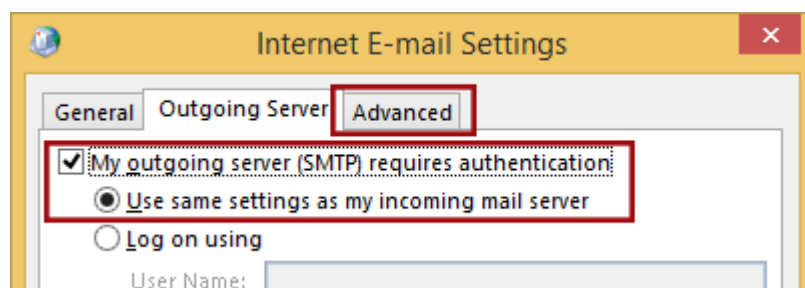 Internet E-mail Settings
General Outgoing Server Advanced
My outgoing server (SMTP) requires authentication
Use same settings as my incoming mail server
Log on using
User Name: